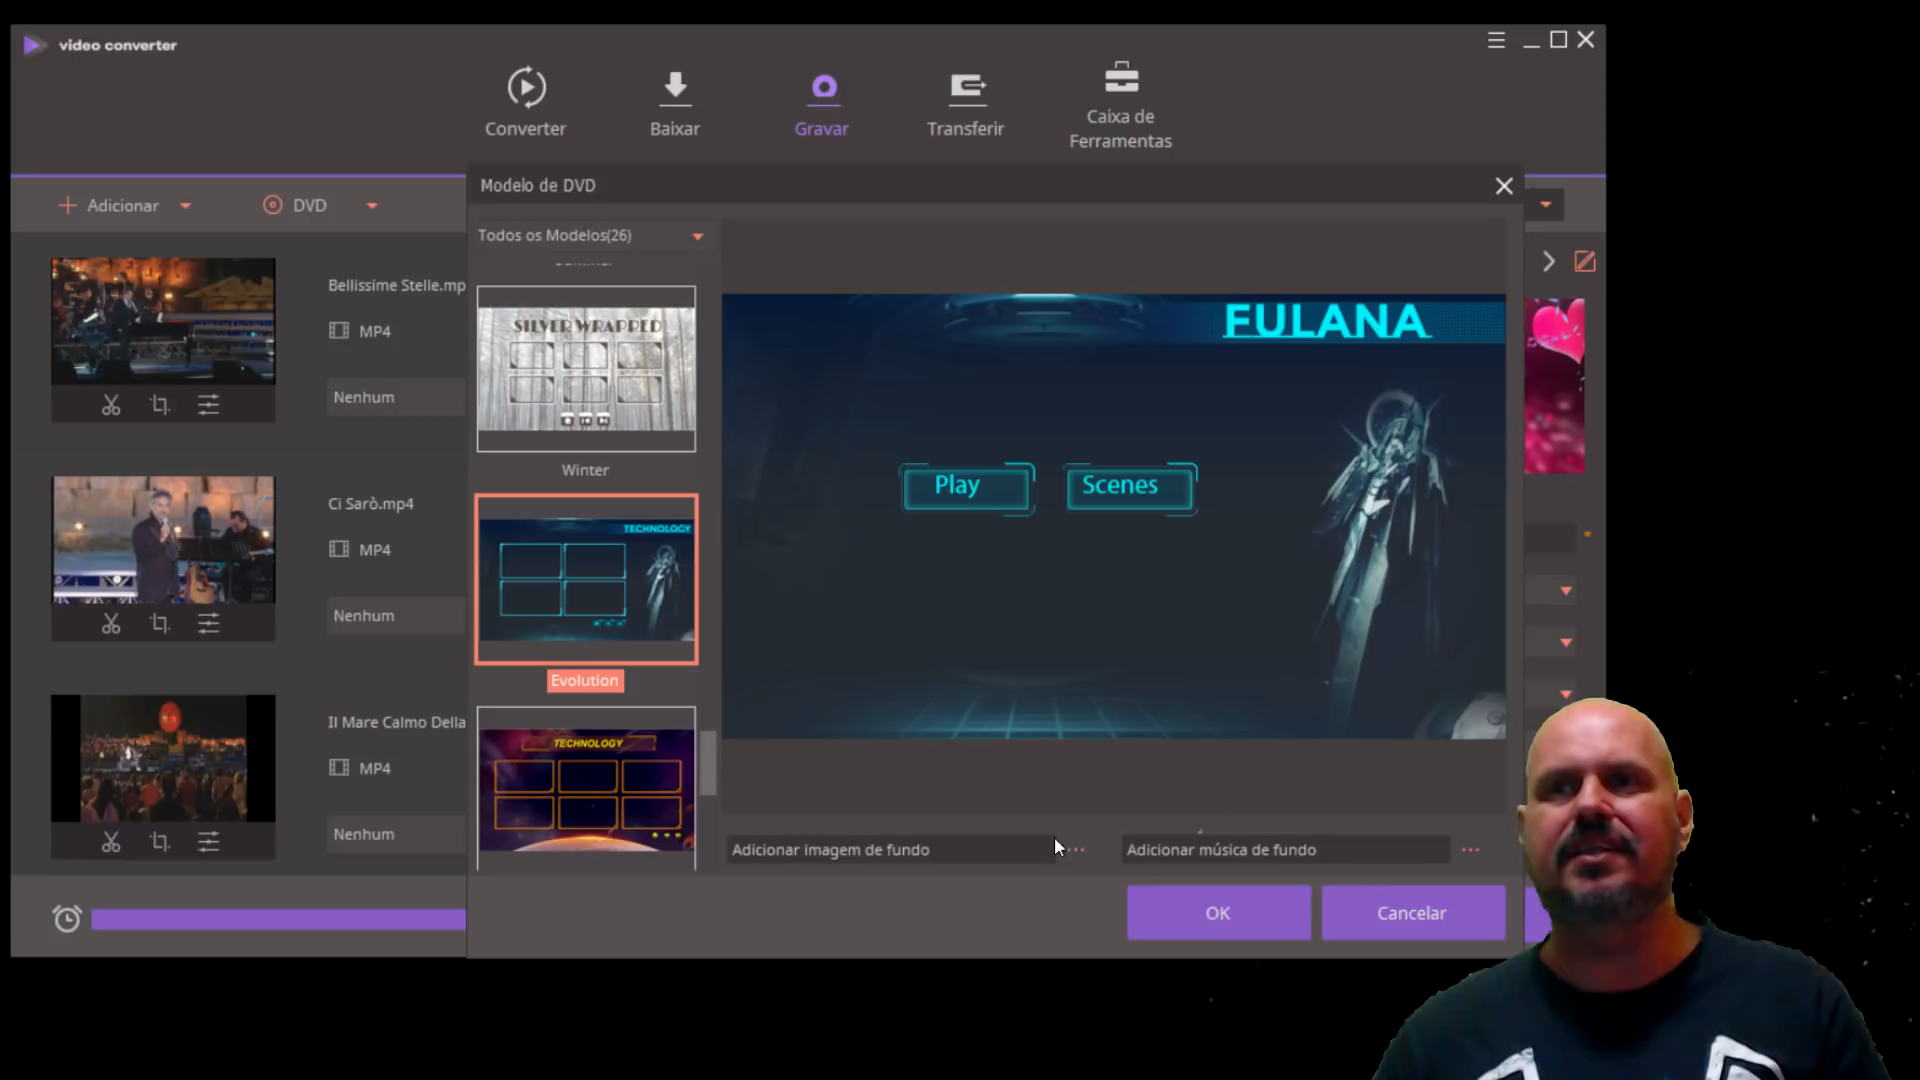 video converter
Converter
Baixar
Gravar
Transferir
Caixa de
Ferramentas
Adicionar
DVD
Modelo de DVD
Todos os Modelos(26)
Bellissime Stelle.mp
MP4
Nenhum
SILVER WRAPPED
Winter
FULANA
Play
Scenes
Ci Sarò.mp4
MP4
Nenhum
TECHNOLOGY
Evolution
Il Mare Calmo Della
MP4
Nenhum
TECHNOLOGY
Adicionar imagem de fundo
...
Adicionar música de fundo
...
OK
Cancelar